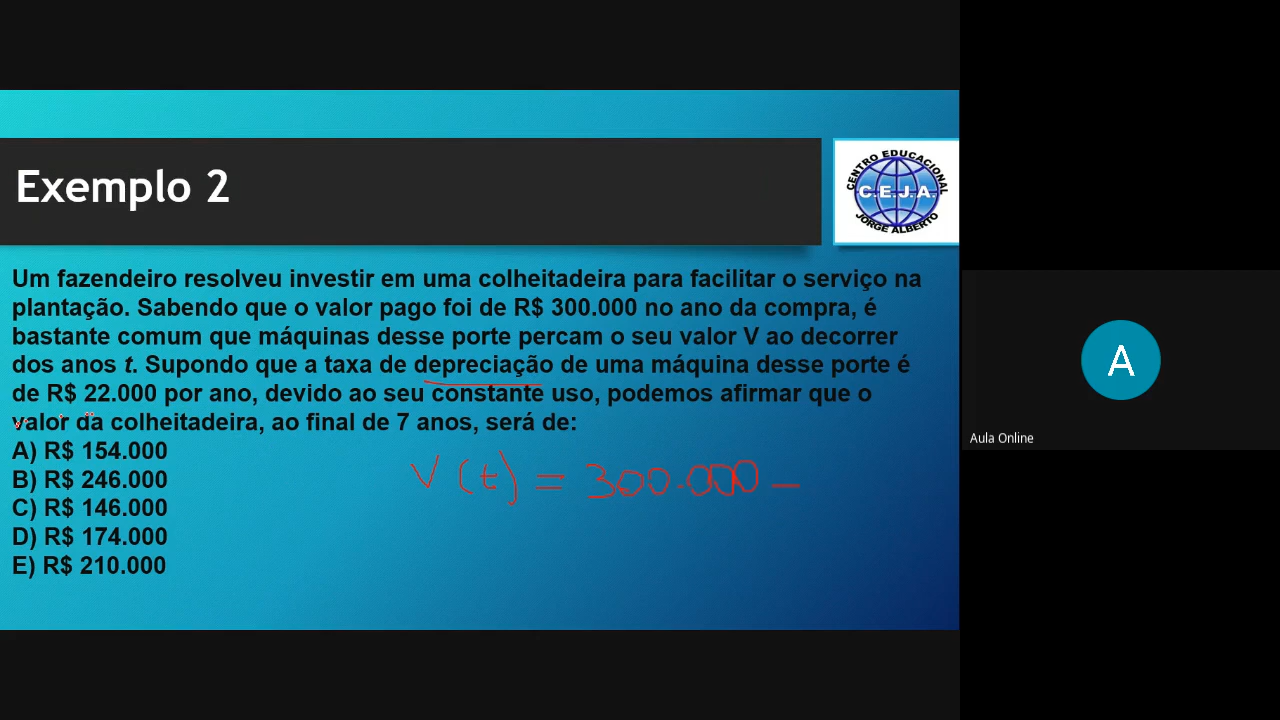 Exemplo 2
CENTRO EDUCACIONAL
C.E.J.A.
JORGE ALBERTO
Um fazendeiro resolveu investir em uma colheitadeira para facilitar o serviço na
plantação. Sabendo que o valor pago foi de R$ 300.000 no ano da compra, é
bastante comum que máquinas desse porte percam o seu valor V ao decorrer
dos anos t. Supondo que a taxa de depreciação de uma máquina desse porte é
de R$ 22.000 por ano, devido ao seu constante uso, podemos afirmar que o
valor da colheitadeira, ao final de 7 anos, será de:
A) R$ 154.000
B) R$ 246.000
C) R$ 146.000
D) R$ 174.000
E) R$ 210.000
V(t) = 300.000 -
A
Aula Online